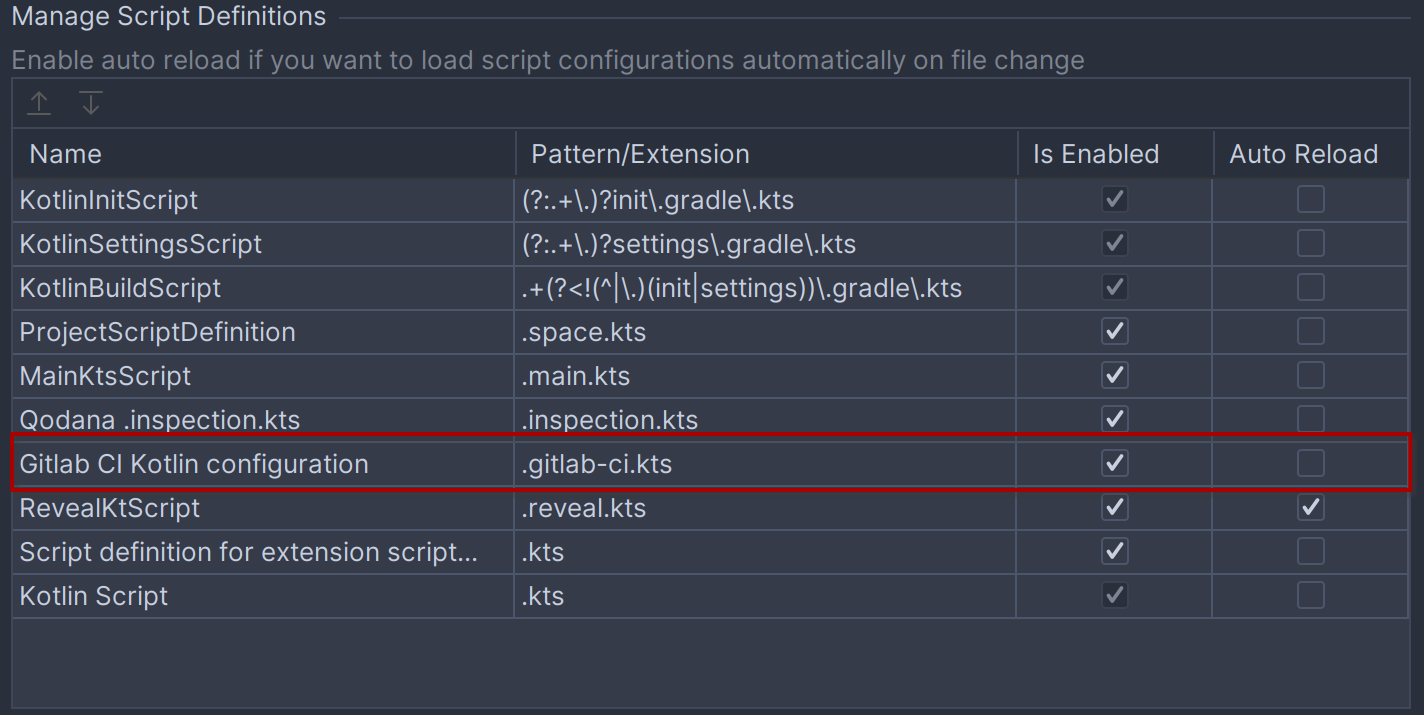 Manage Script Definitions
Enable auto reload if you want to load script configurations automatically on file change
Name Pattern/Extension Is Enabled Auto Reload
KotlinInitScript (?:.+\.)?init\.gradle\.kts
KotlinSettingsScript (?:.+\.)?settings\.gradle\.kts
KotlinBuildScript .+(?<!(^|\.)(init|settings))\.gradle\.kts
ProjectScriptDefinition .space.kts
MainKtsScript .main.kts
Qodana .inspection.kts .inspection.kts
Gitlab CI Kotlin configuration .gitlab-ci.kts
RevealKtScript .reveal.kts
Script definition for extension script... .kts
Kotlin Script .kts